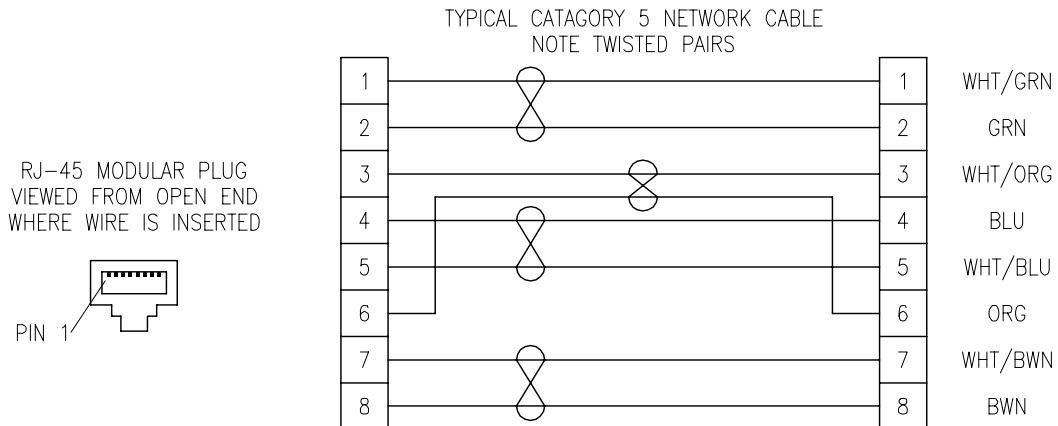 TYPICAL CATAGORY 5 NETWORK CABLE
NOTE TWISTED PAIRS
RJ-45 MODULAR PLUG
VIEWED FROM OPEN END
WHERE WIRE IS INSERTED
PIN 1
1 1 WHT/GRN
2 2 GRN
3 3 WHT/ORG
4 4 BLU
5 5 WHT/BLU
6 6 ORG
7 7 WHT/BWN
8 8 BWN